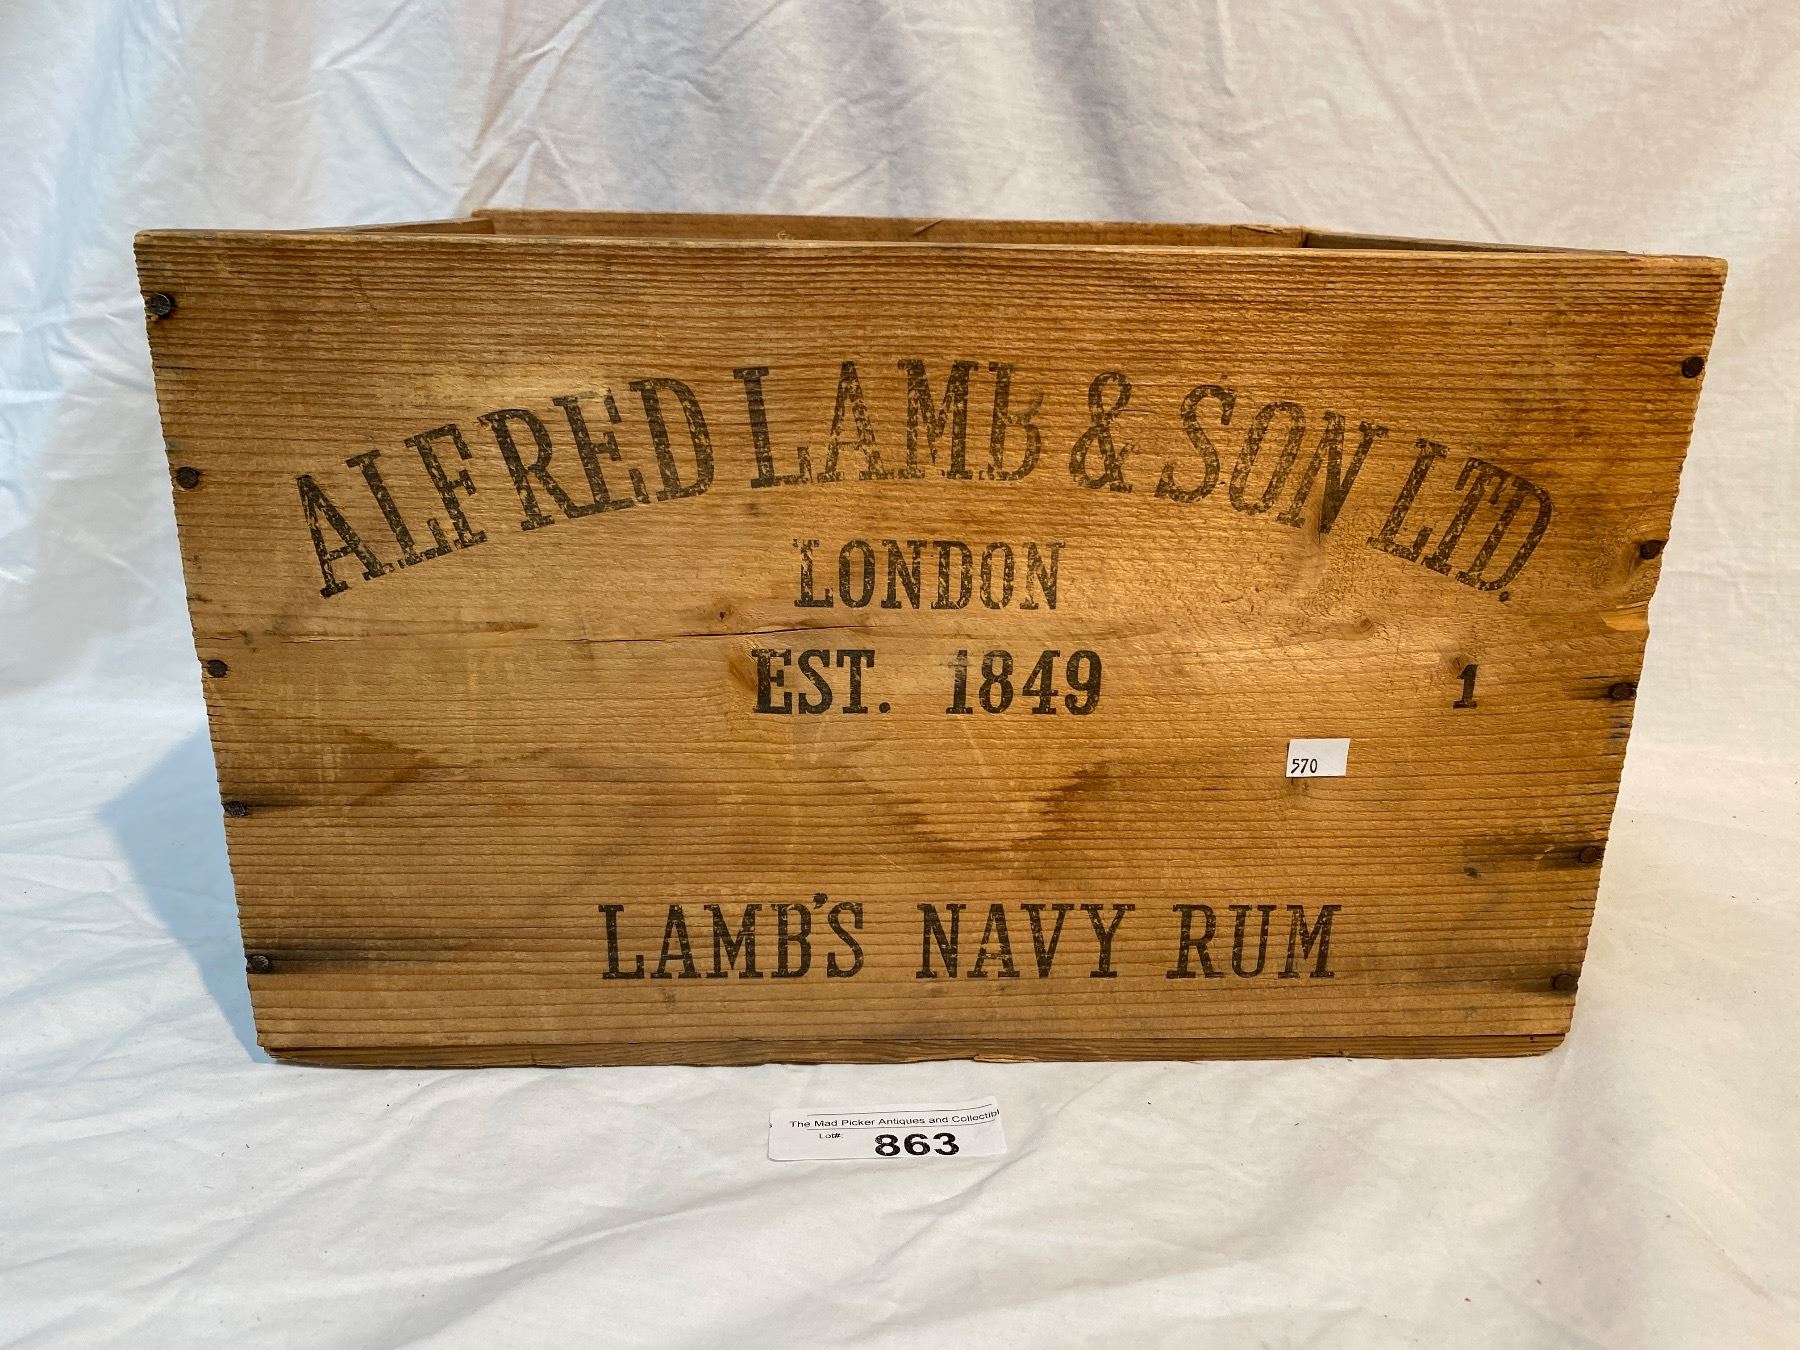 ALFRED LAMB & SON LTD.
LONDON
EST. 1849
1
570
LAMB'S NAVY RUM
The Mad Picker Antiques and
Lot#: 863